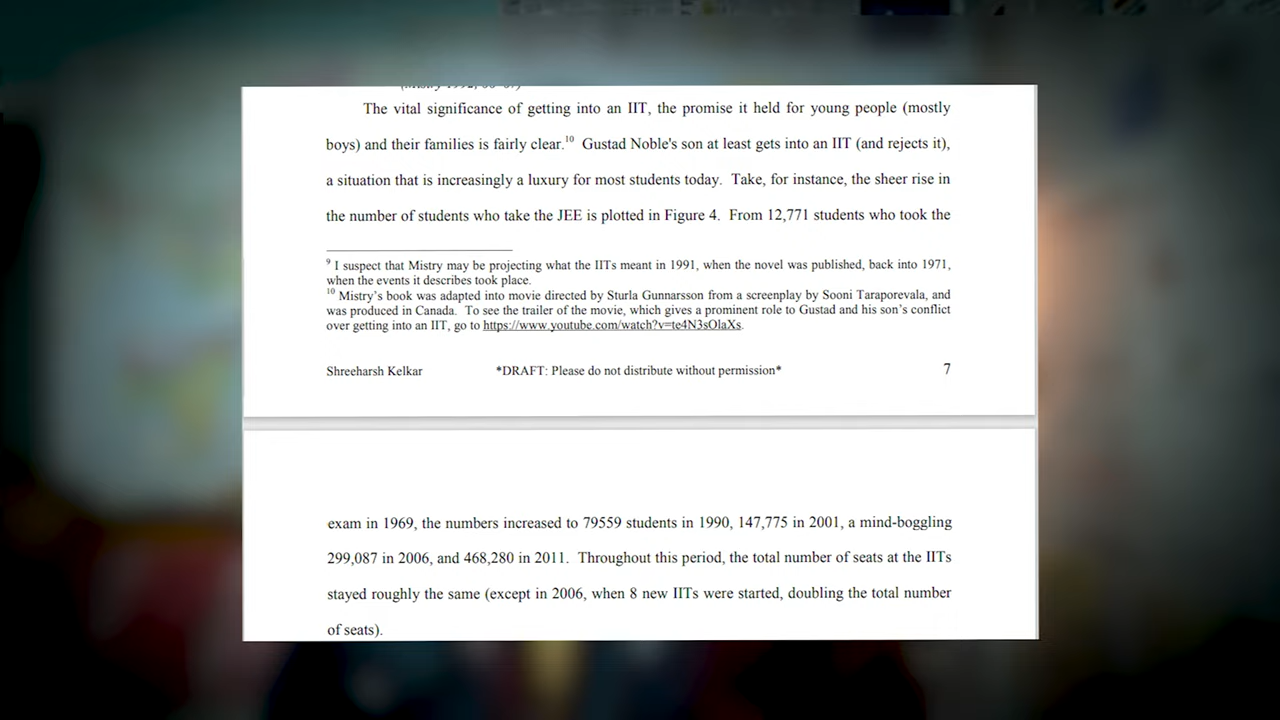 The vital significance of getting into an IIT, the promise it held for young people (mostly
boys) and their families is fairly clear.10 Gustad Noble's son at least gets into an IIT (and rejects it),
a situation that is increasingly a luxury for most students today. Take, for instance, the sheer rise in
the number of students who take the JEE is plotted in Figure 4. From 12,771 students who took the
9 I suspect that Mistry may be projecting what the IITs meant in 1991, when the novel was published, back into 1971,
when the events it describes took place.
10 Mistry's book was adapted into movie directed by Sturla Gunnarsson from a screenplay by Sooni Taraporevala, and
was produced in Canada. To see the trailer of the movie, which gives a prominent role to Gustad and his son's conflict
over getting into an IIT, go to https://www.youtube.com/watch?v=te4N3sOlaXs.
Shreeharsh Kelkar *DRAFT: Please do not distribute without permission* 7
exam in 1969, the numbers increased to 79559 students in 1990, 147,775 in 2001, a mind-boggling
299,087 in 2006, and 468,280 in 2011. Throughout this period, the total number of seats at the IITs
stayed roughly the same (except in 2006, when 8 new IITs were started, doubling the total number
of seats).